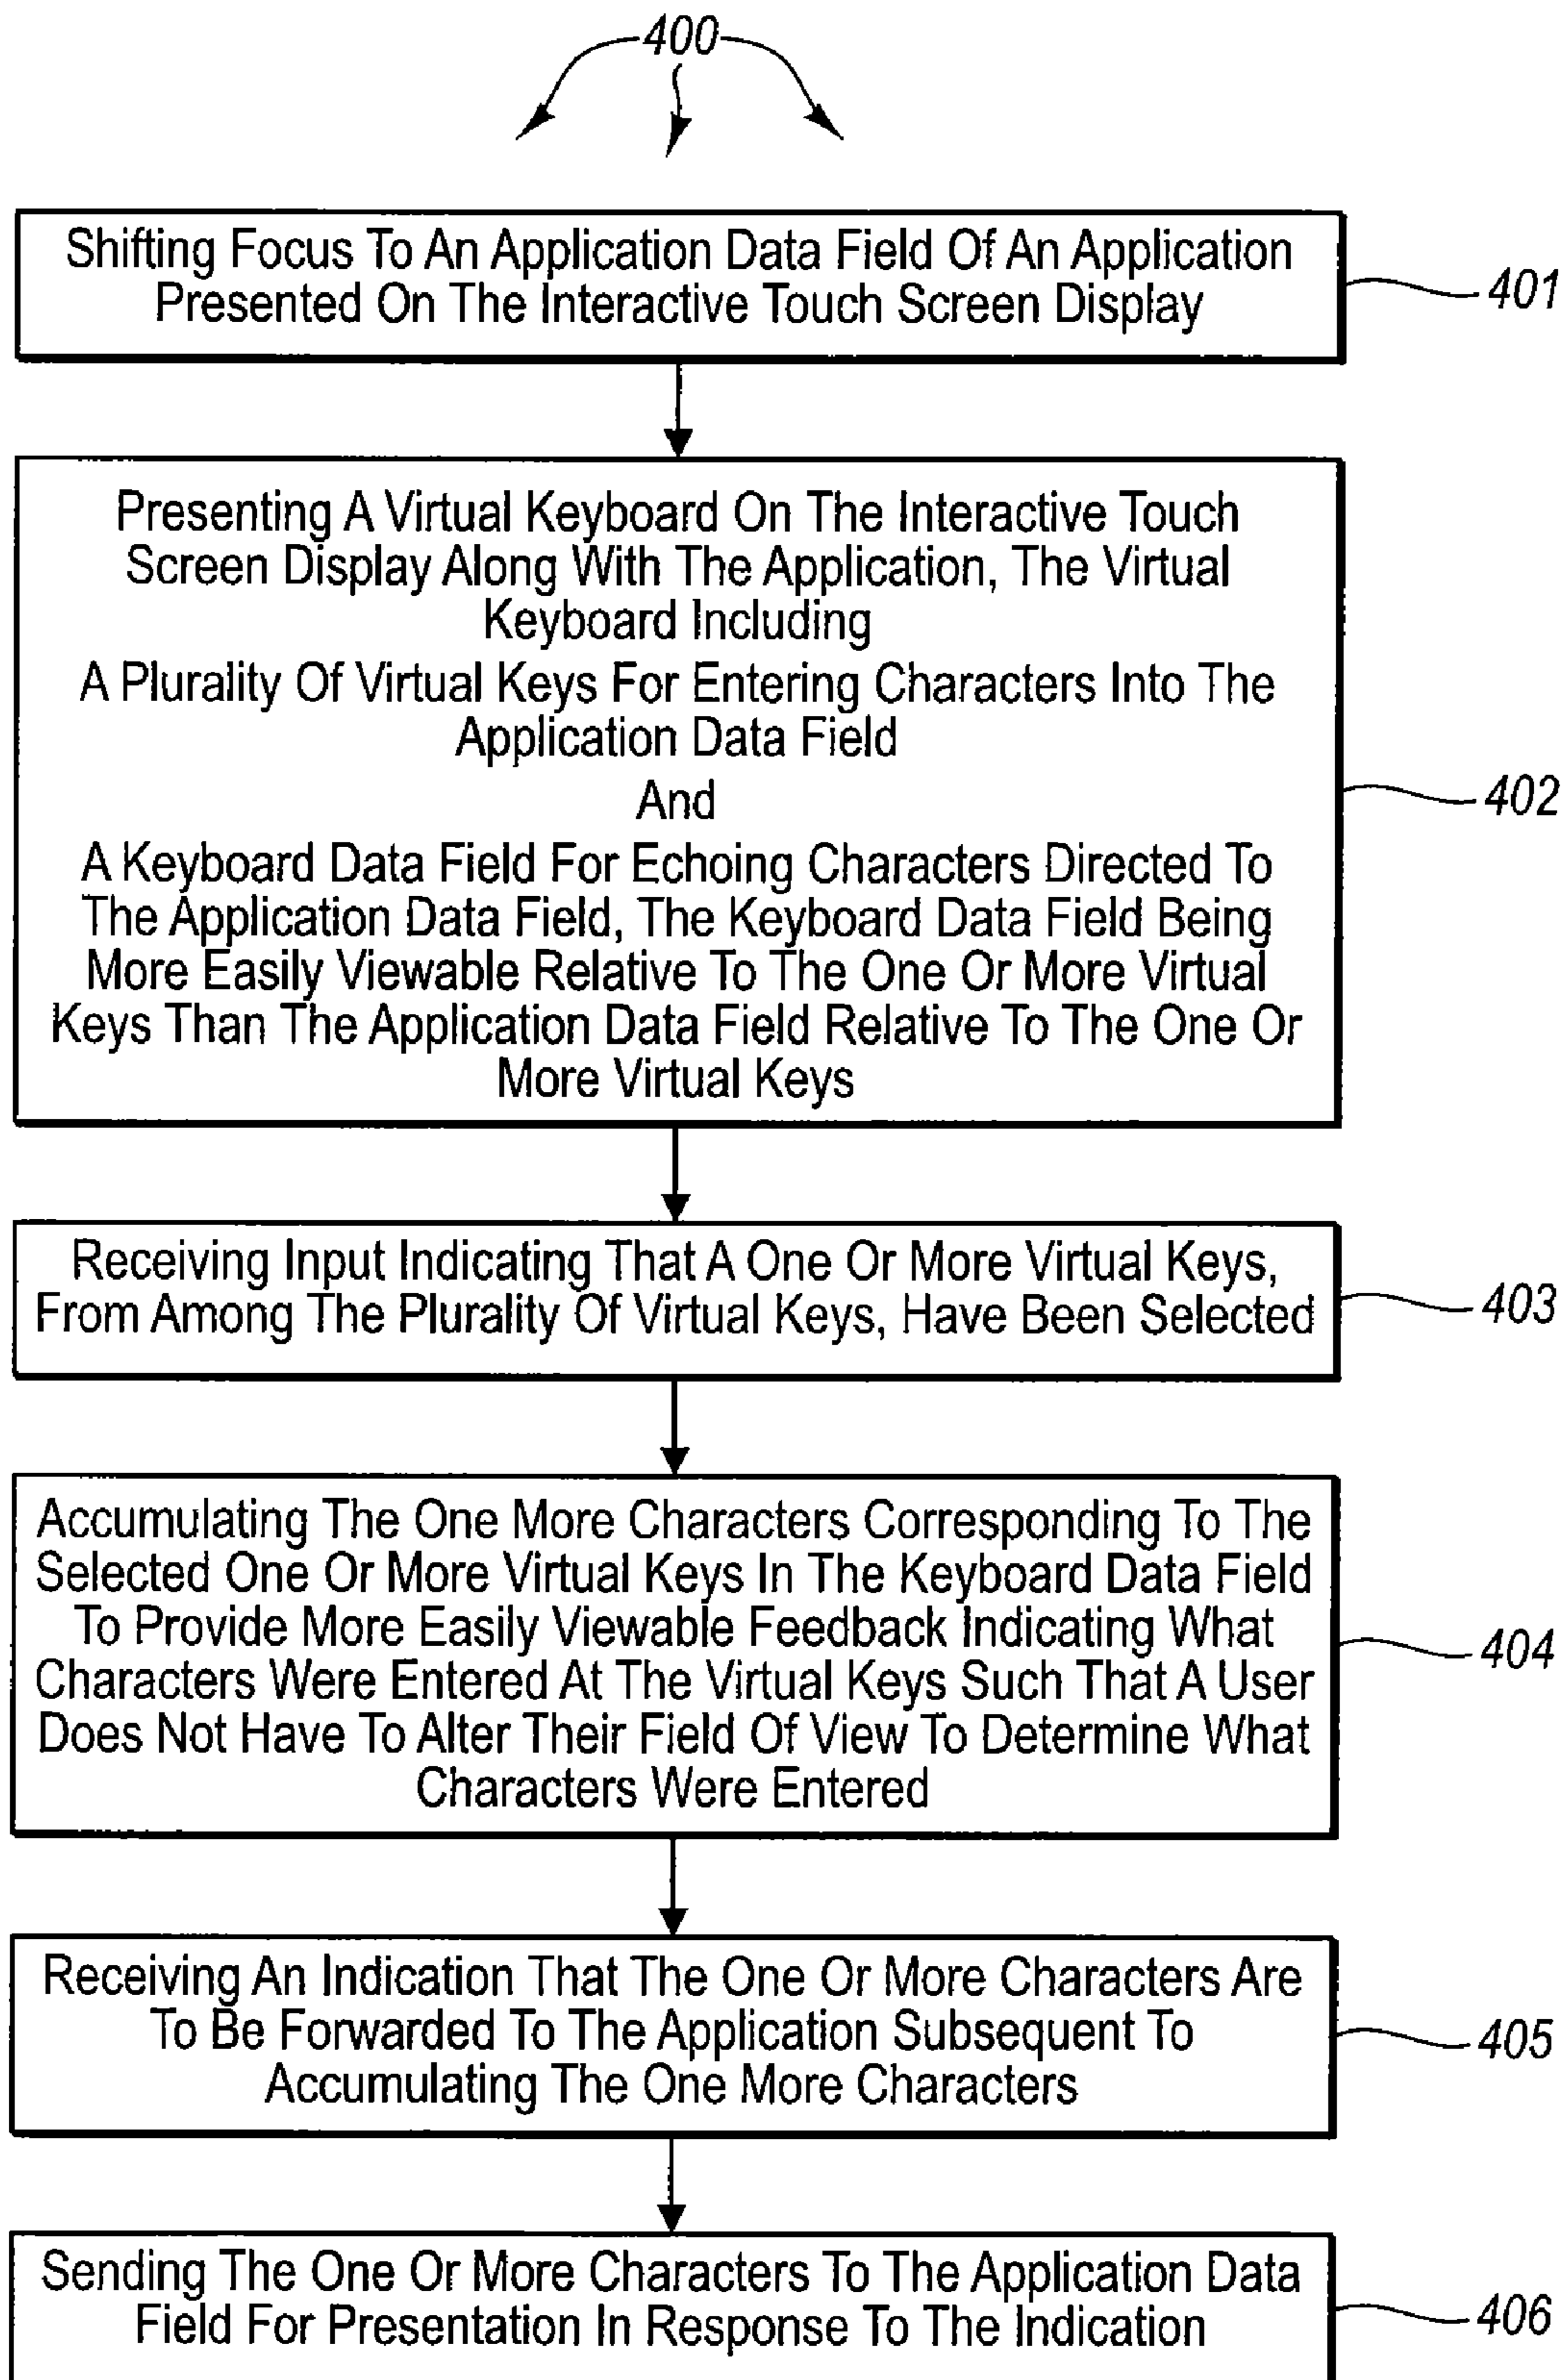 400
Shifting Focus To An Application Data Field Of An Application
Presented On The Interactive Touch Screen Display
401
Presenting A Virtual Keyboard On The Interactive Touch
Screen Display Along With The Application, The Virtual
Keyboard Including
A Plurality Of Virtual Keys For Entering Characters Into The
Application Data Field
And
A Keyboard Data Field For Echoing Characters Directed To
The Application Data Field, The Keyboard Data Field Being
More Easily Viewable Relative To The One Or More Virtual
Keys Than The Application Data Field Relative To The One Or
More Virtual Keys
402
Receiving Input Indicating That A One Or More Virtual Keys,
From Among The Plurality Of Virtual Keys, Have Been Selected
403
Accumulating The One More Characters Corresponding To The
Selected One Or More Virtual Keys In The Keyboard Data Field
To Provide More Easily Viewable Feedback Indicating What
Characters Were Entered At The Virtual Keys Such That A User
Does Not Have To Alter Their Field Of View To Determine What
Characters Were Entered
404
Receiving An Indication That The One Or More Characters Are
To Be Forwarded To The Application Subsequent To
Accumulating The One More Characters
405
Sending The One Or More Characters To The Application Data
Field For Presentation In Response To The Indication
406